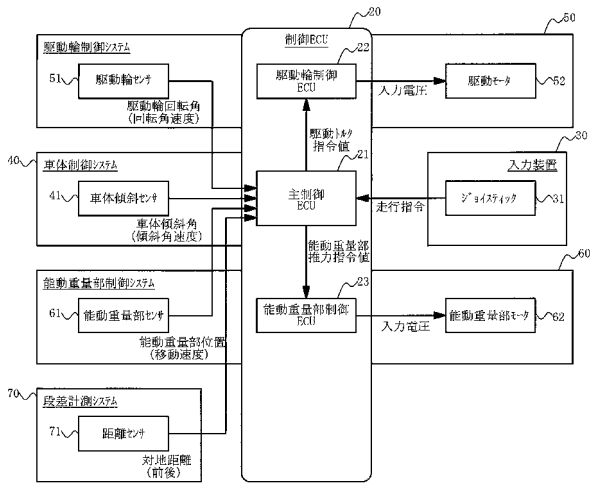 20
50
制御ECU
駆動輪制御システム
22
51
駆動輪センサ
駆動輪制御
ECU
入力電圧
駆動モータ
52
駆動輪回転角
(回転角速度)
駆動トルク
指令値
30
40
車体制御システム
21
入力装置
41
車体傾斜センサ
主制御
ECU
走行指令
ジョイスティック
31
車体傾斜角
(傾斜角速度)
能動重量部
推力指令値
60
能動重量部制御システム
23
61
能動重量部センサ
能動重量部制御
ECU
入力電圧
能動重量部モータ
62
能動重量部位置
(移動速度)
70
段差計測システム
71
距離センサ
対地距離
(前後)